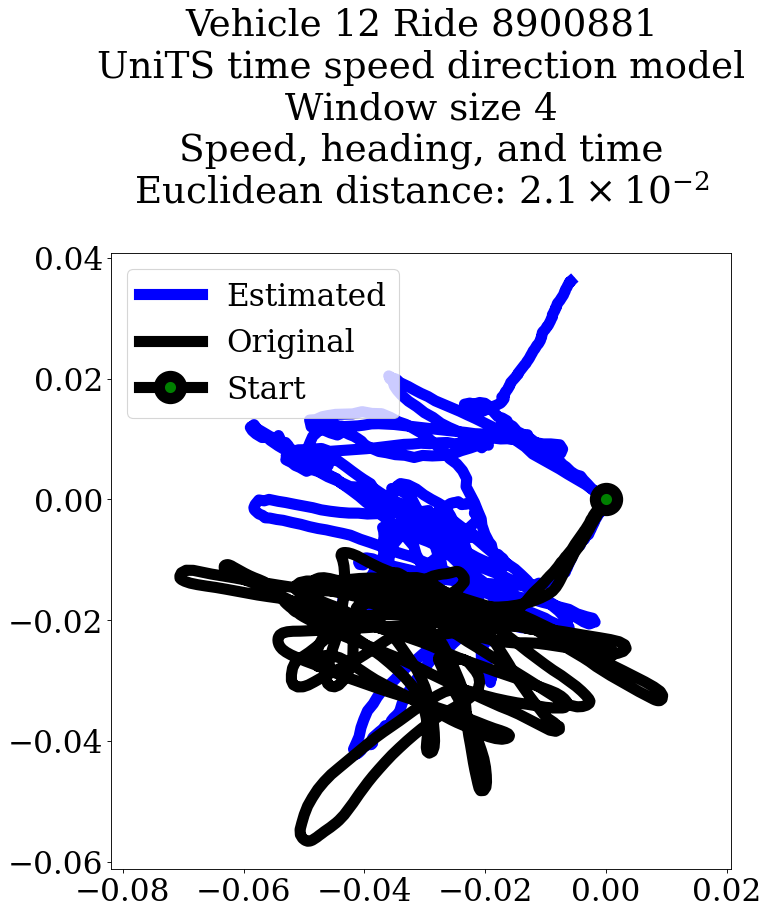 Vehicle 12 Ride 8900881
UniTS time speed direction model
Window size 4
Speed, heading, and time
Euclidean distance: 2.1 × 10⁻²
Estimated
Original
Start
0.04
0.02
0.00
−0.02
−0.04
−0.06
−0.08 −0.06 −0.04 −0.02 0.00 0.02